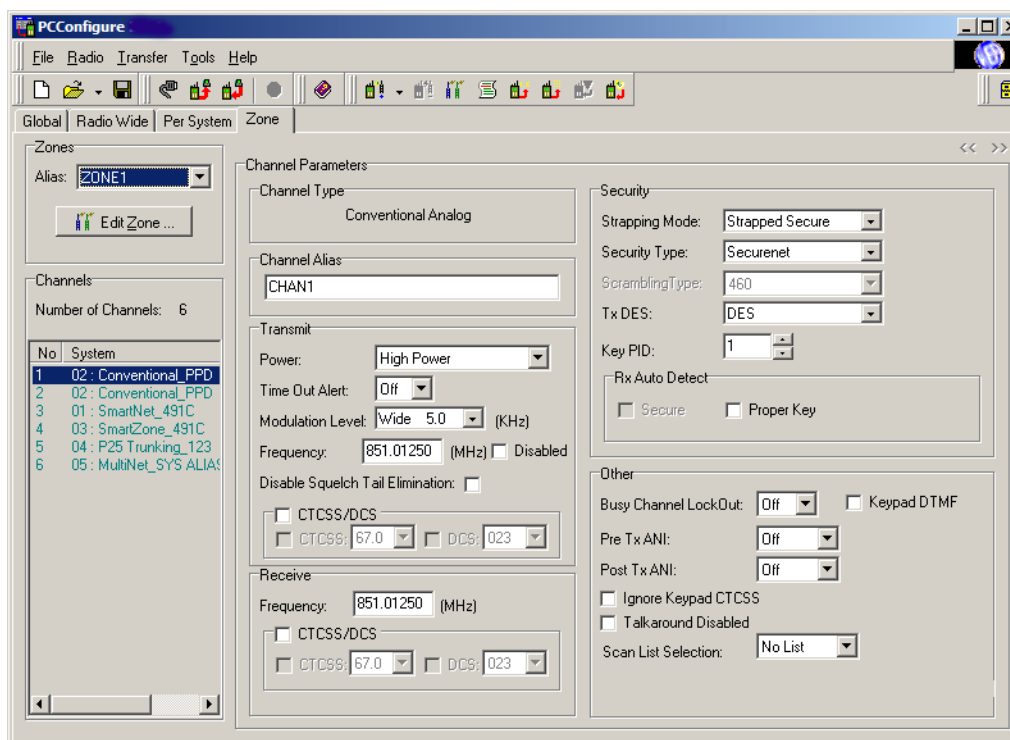 PCConfigure
File Radio Transfer Tools Help
Global Radio Wide Per System Zone
Zones
Alias: ZONE1
Edit Zone ...
Channels
Number of Channels: 6
No System
1 02 : Conventional_PPD
2 02 : Conventional_PPD
3 01 : SmartNet_491C
4 03 : SmartZone_491C
5 04 : P25 Trunking_123
6 05 : MultiNet_SYS ALIAS
<< >>
Channel Parameters
Channel Type
Conventional Analog
Channel Alias
CHAN1
Transmit
Power: High Power
Time Out Alert: Off
Modulation Level: Wide 5.0 (KHz)
Frequency: 851.01250 (MHz) Disabled
Disable Squelch Tail Elimination:
CTCSS/DCS
CTCSS: 67.0 DCS: 023
Receive
Frequency: 851.01250 (MHz)
CTCSS/DCS
CTCSS: 67.0 DCS: 023
Security
Strapping Mode: Strapped Secure
Security Type: Securenet
ScramblingType: 460
Tx DES: DES
Key PID: 1
Rx Auto Detect
Secure Proper Key
Other
Busy Channel LockOut: Off Keypad DTMF
Pre Tx ANI: Off
Post Tx ANI: Off
Ignore Keypad CTCSS
Talkaround Disabled
Scan List Selection: No List